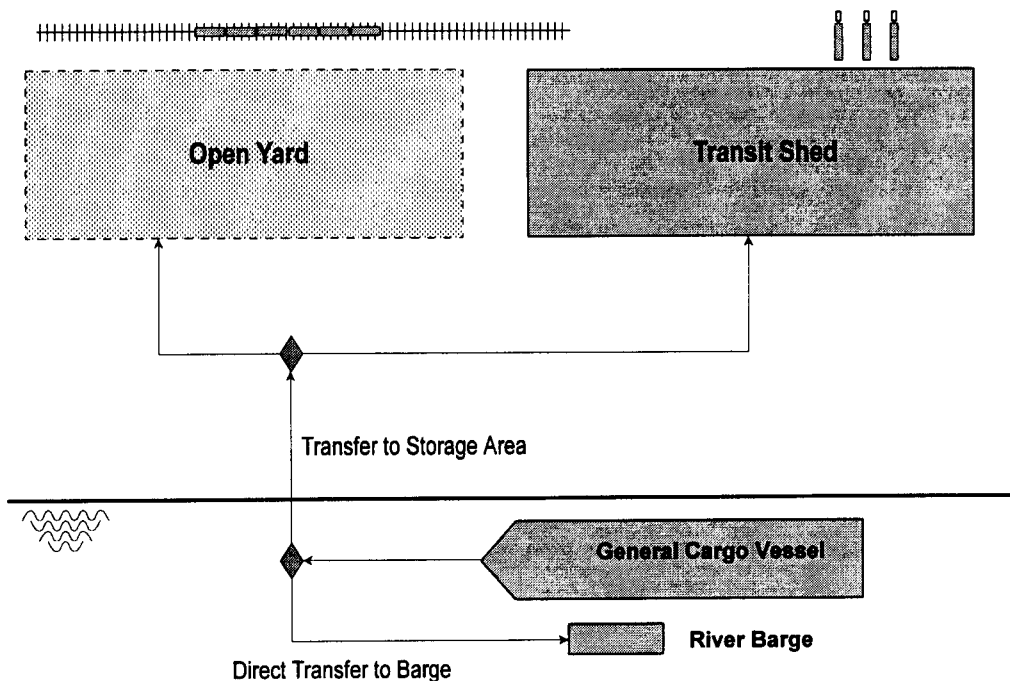 Open Yard
Transit Shed
Transfer to Storage Area
General Cargo Vessel
River Barge
Direct Transfer to Barge